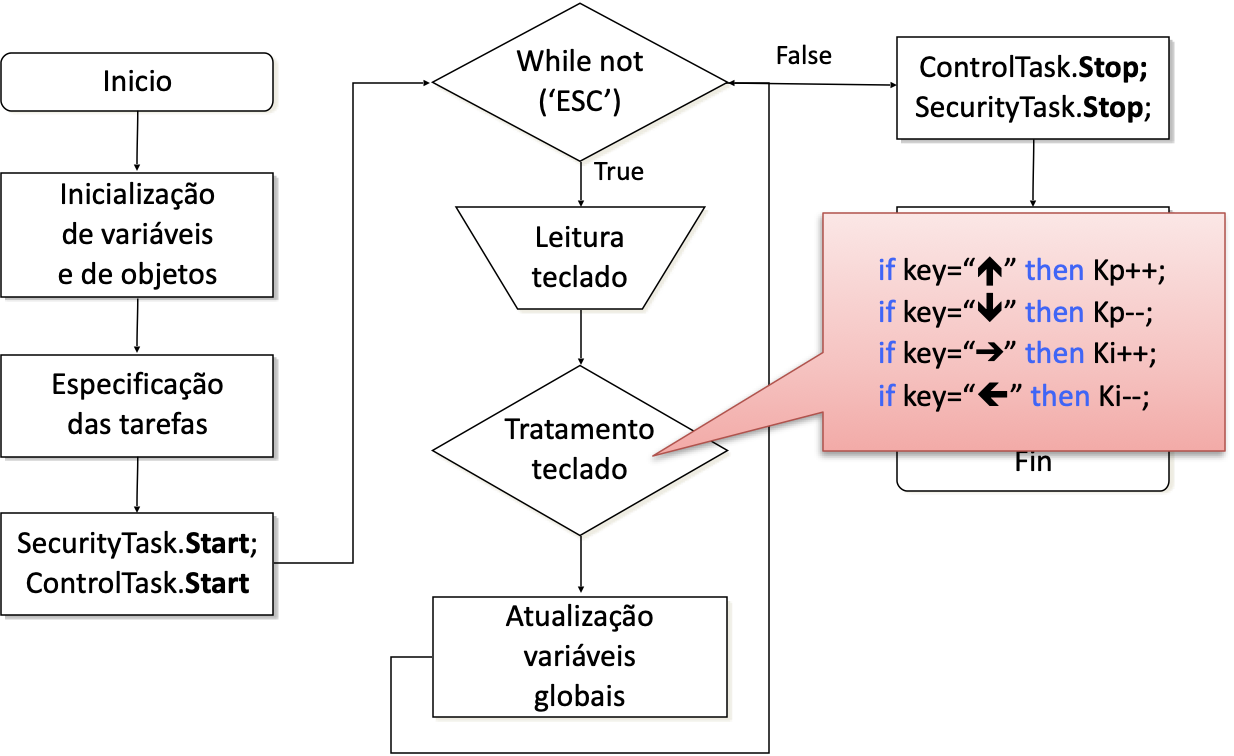 Inicio
Inicialização
de variáveis
e de objetos
Especificação
das tarefas
SecurityTask.Start;
ControlTask.Start
While not
(‘ESC’)
True
False
Leitura
teclado
Tratamento
teclado
Atualização
variáveis
globais
ControlTask.Stop;
SecurityTask.Stop;
if key=“🡹” then Kp++;
if key=“🡻” then Kp--;
if key=“➔” then Ki++;
if key=“🡸” then Ki--;
Fin